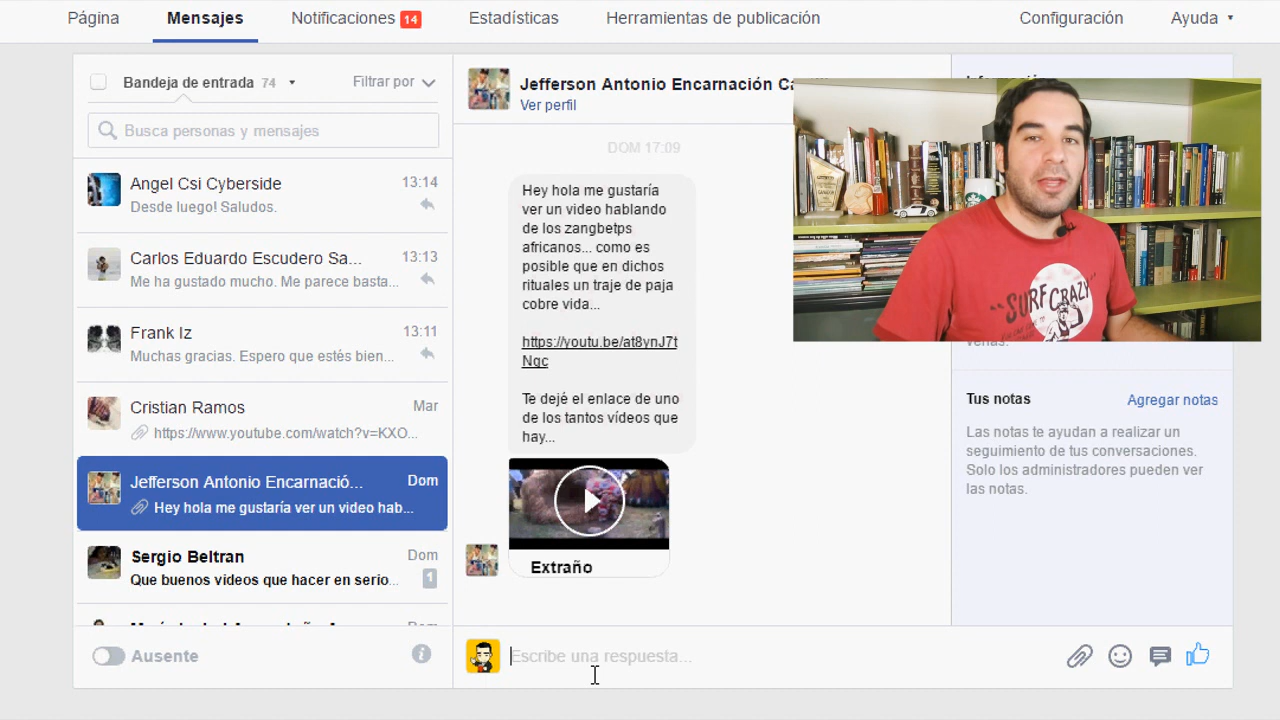 Página
Mensajes
Notificaciones 14
Estadísticas
Herramientas de publicación
Configuración
Ayuda
Bandeja de entrada 74
Filtrar por
Busca personas y mensajes
Angel Csi Cyberside
13:14
Desde luego! Saludos.
Carlos Eduardo Escudero Sa...
13:13
Me ha gustado mucho. Me parece basta...
Frank Iz
13:11
Muchas gracias. Espero que estés bien...
Cristian Ramos
Mar
https://www.youtube.com/watch?v=KXO...
Jefferson Antonio Encarnació...
Dom
Hey hola me gustaría ver un video hab...
Sergio Beltran
Dom
Que buenos vídeos que hacer en serio...
1
Ausente
Jefferson Antonio Encarnación
Ver perfil
DOM 17:09
Hey hola me gustaría
ver un video hablando
de los zangbetps
africanos... como es
posible que en dichos
rituales un traje de paja
cobre vida...
https://youtu.be/at8ynJ7t
Nqc
Te dejé el enlace de uno
de los tantos vídeos que
hay...
Extraño
Escribe una respuesta...
"SURF
CRAZY"
Tus notas
Agregar notas
Las notas te ayudan a realizar un
seguimiento de tus conversaciones.
Solo los administradores pueden ver
las notas.